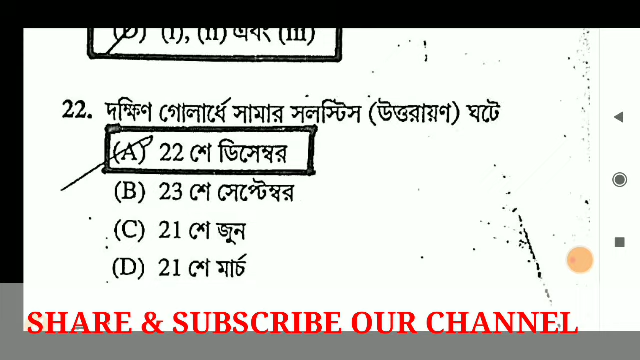 (D) (i), (ii) এবং (iii)
22. দক্ষিণ গোলার্ধে সামার সলস্টিস (উত্তরায়ণ) ঘটে
(A) 22 শে ডিসেম্বর
(B) 23 শে সেপ্টেম্বর
(C) 21 শে জুন
(D) 21 শে মার্চ
SHARE & SUBSCRIBE OUR CHANNEL